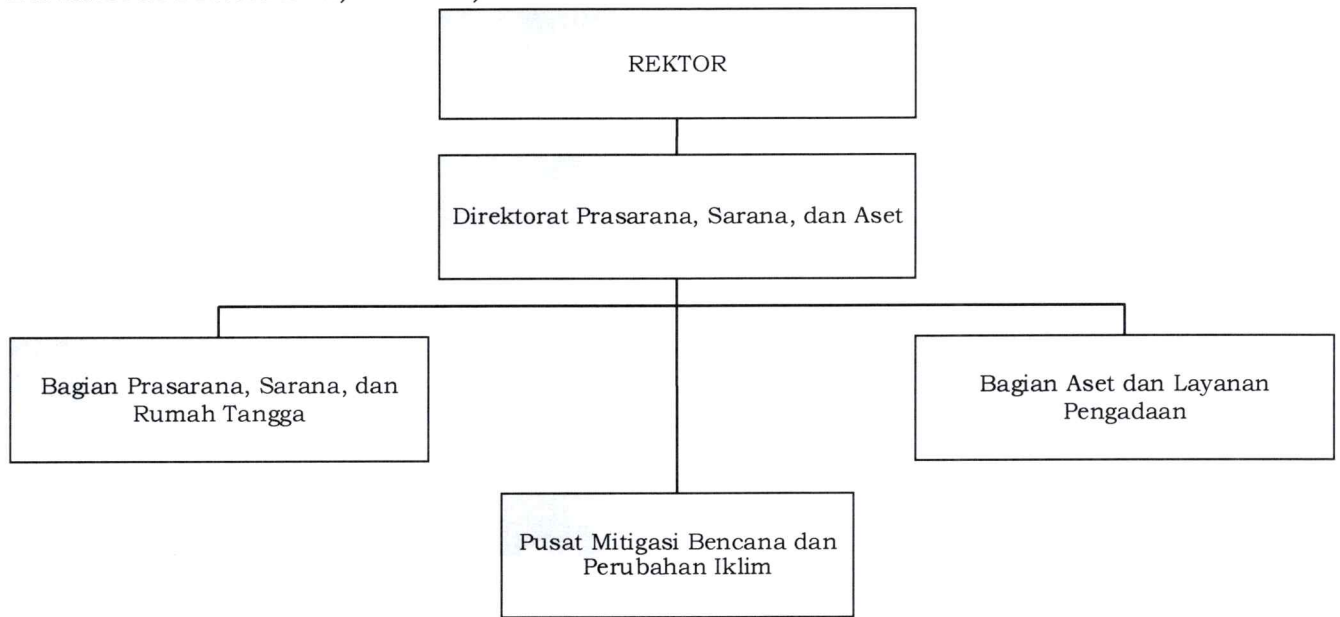 REKTOR
Direktorat Prasarana, Sarana, dan Aset
Bagian Prasarana, Sarana, dan
Rumah Tangga
Bagian Aset dan Layanan
Pengadaan
Pusat Mitigasi Bencana dan
Perubahan Iklim